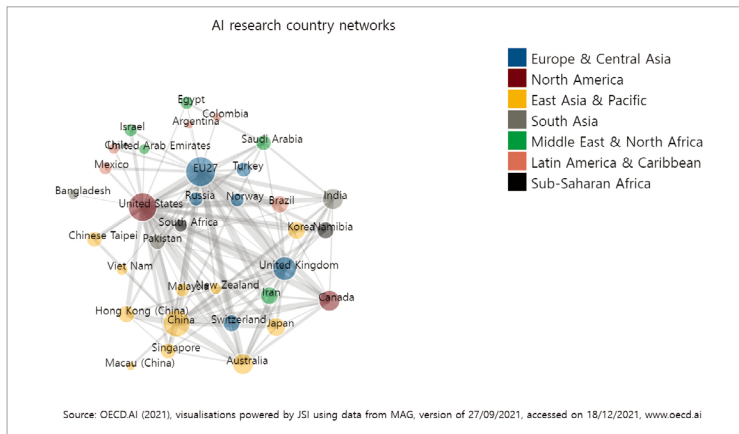 AI research country networks
Europe & Central Asia
North America
East Asia & Pacific
South Asia
Middle East & North Africa
Latin America & Caribbean
Sub-Saharan Africa
Egypt
Colombia
Argentina
Israel
Chile
United Arab Emirates
Saudi Arabia
Mexico
EU27
Turkey
Bangladesh
Russia
Norway
Brazil
India
United States
South Africa
Korea
Namibia
Chinese Taipei
Pakistan
Viet Nam
United Kingdom
Malaysia
New Zealand
Iran
Canada
Hong Kong (China)
China
Switzerland
Japan
Singapore
Macau (China)
Australia
Source: OECD.AI (2021), visualisations powered by JSI using data from MAG, version of 27/09/2021, accessed on 18/12/2021, www.oecd.ai